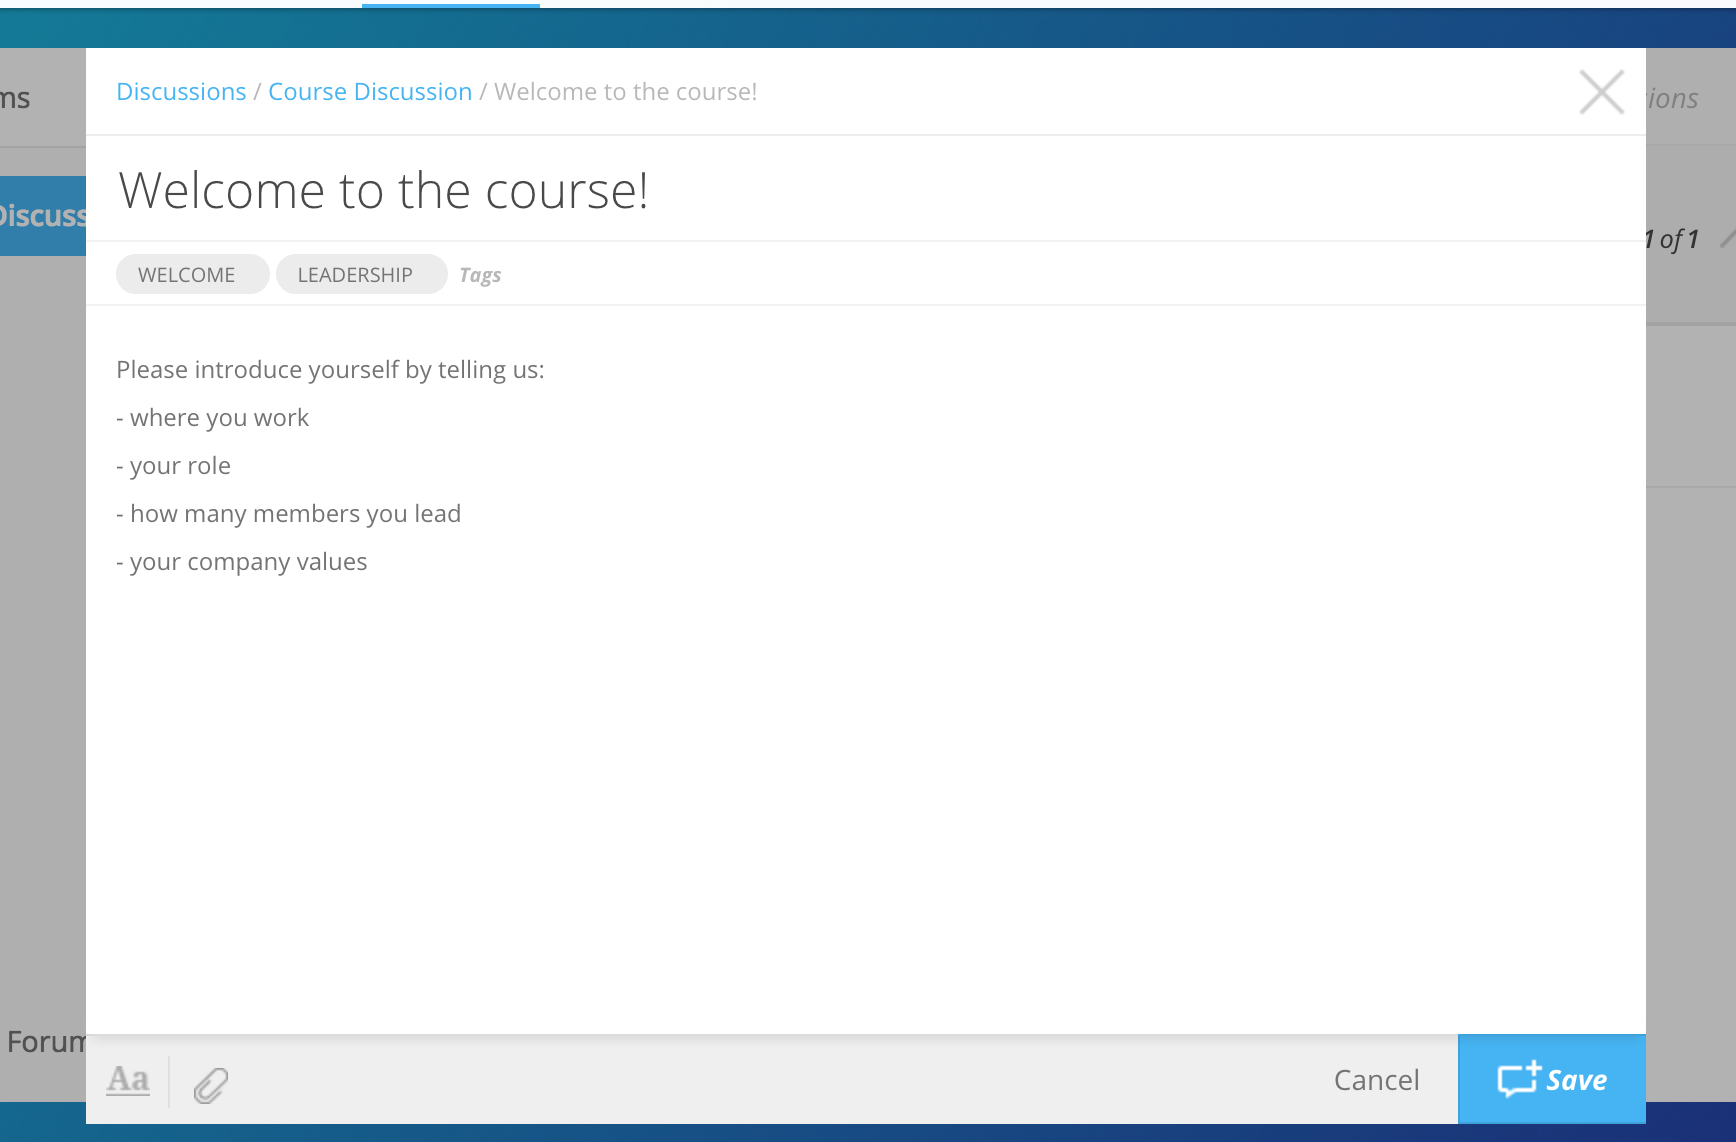 ms
Discussions / Course Discussion / Welcome to the course!
ions
Welcome to the course!
Discuss
1 of 1
WELCOME LEADERSHIP Tags
Please introduce yourself by telling us:
- where you work
- your role
- how many members you lead
- your company values
Forum
Aa
Cancel
Save